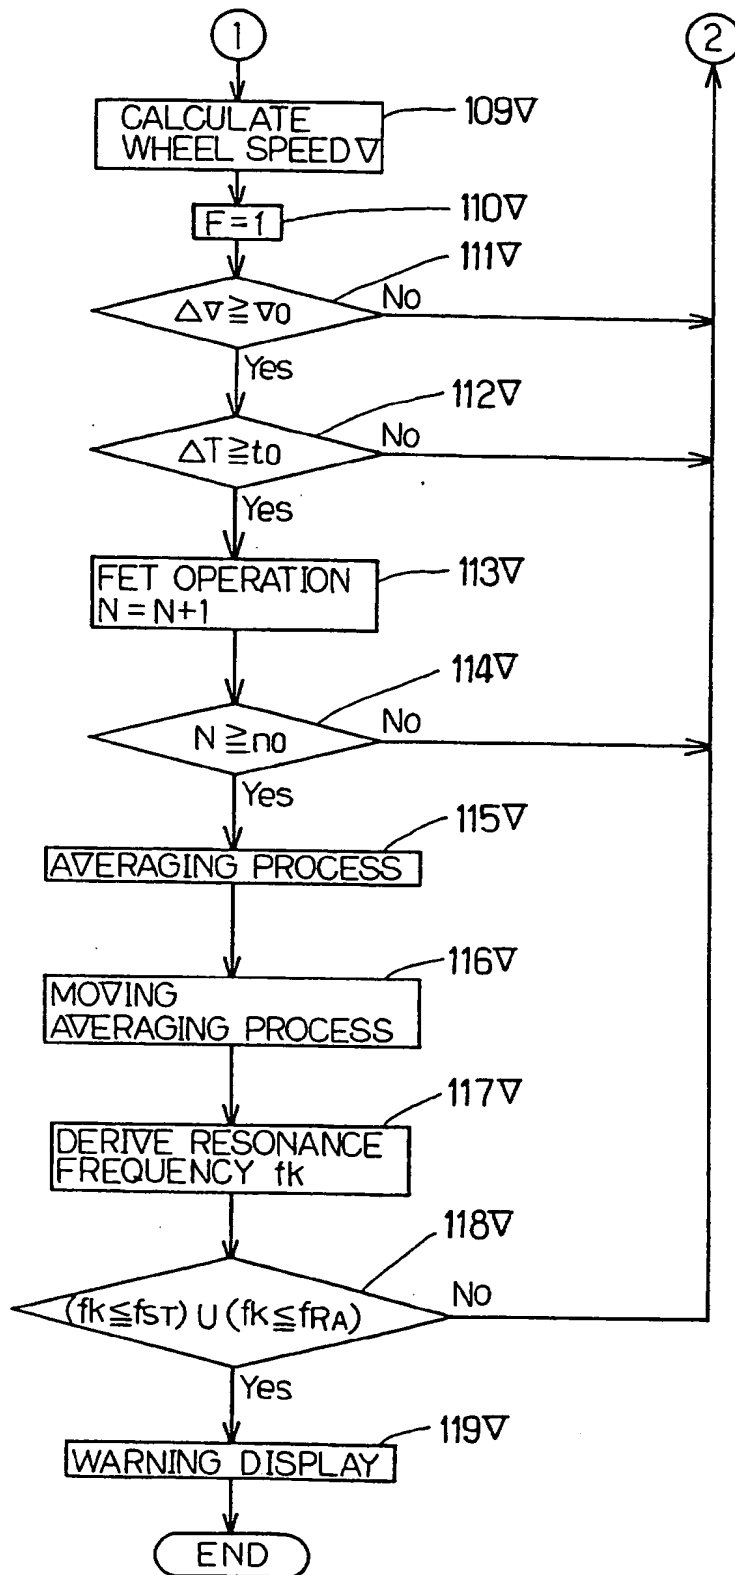 1
2
CALCULATE
WHEEL SPEED V
109V
F=1
110V
ΔV≧V0
111V
No
Yes
ΔT≧t0
112V
No
Yes
FET OPERATION
N=N+1
113V
N≧n0
114V
No
Yes
AVERAGING PROCESS
115V
MOVING
AVERAGING PROCESS
116V
DERIVE RESONANCE
FREQUENCY fk
117V
(fk≦fST)∪(fk≦fRA)
118V
No
Yes
WARNING DISPLAY
119V
END